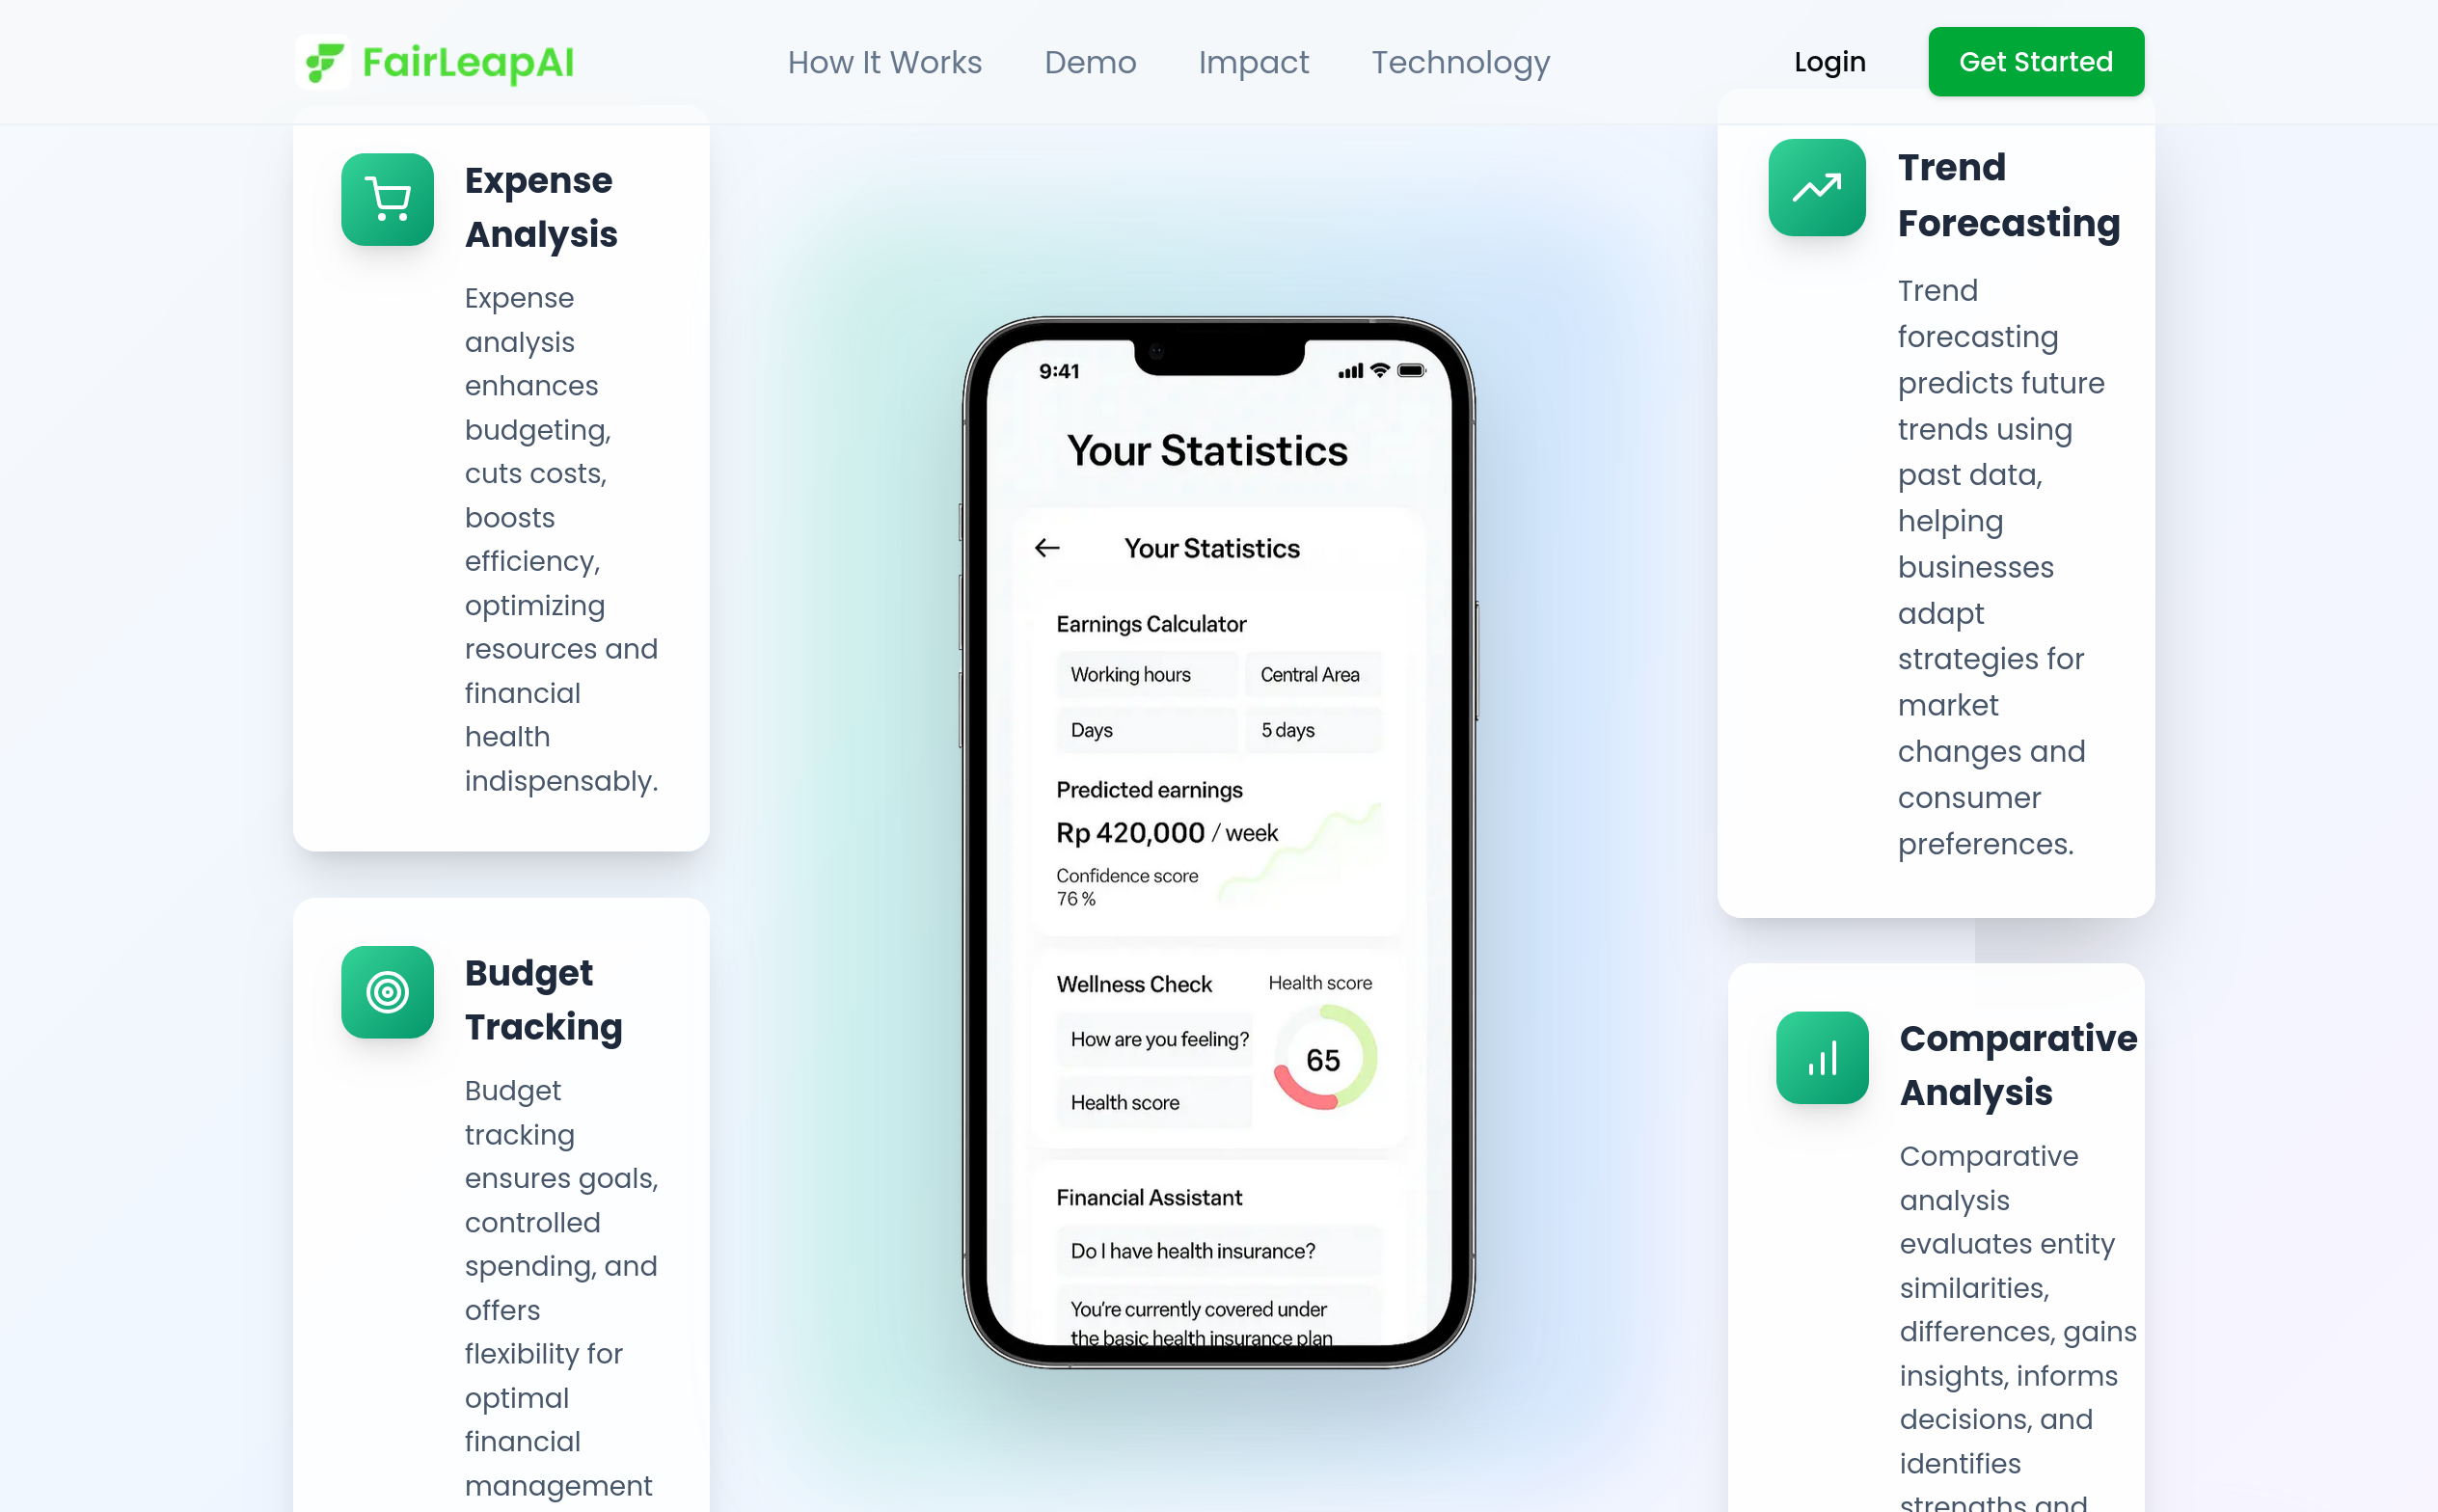 FairLeapAI
How It Works
Demo
Impact
Technology
Login
Get Started
Expense
Analysis
Expense
analysis
enhances
budgeting,
cuts costs,
boosts
efficiency,
optimizing
resources and
financial
health
indispensably.
Budget
Tracking
Budget
tracking
ensures goals,
controlled
spending, and
offers
flexibility for
optimal
financial
management
9:41
Your Statistics
Your Statistics
Earnings Calculator
Working hours
Central Area
Days
5 days
Predicted earnings
Rp 420,000 / week
Confidence score
76 %
Wellness Check
Health score
How are you feeling?
65
Health score
Financial Assistant
Do I have health insurance?
You're currently covered under
the basic health insurance plan
Trend
Forecasting
Trend
forecasting
predicts future
trends using
past data,
helping
businesses
adapt
strategies for
market
changes and
consumer
preferences.
Comparative
Analysis
Comparative
analysis
evaluates entity
similarities,
differences, gains
insights, informs
decisions, and
identifies
strengths and